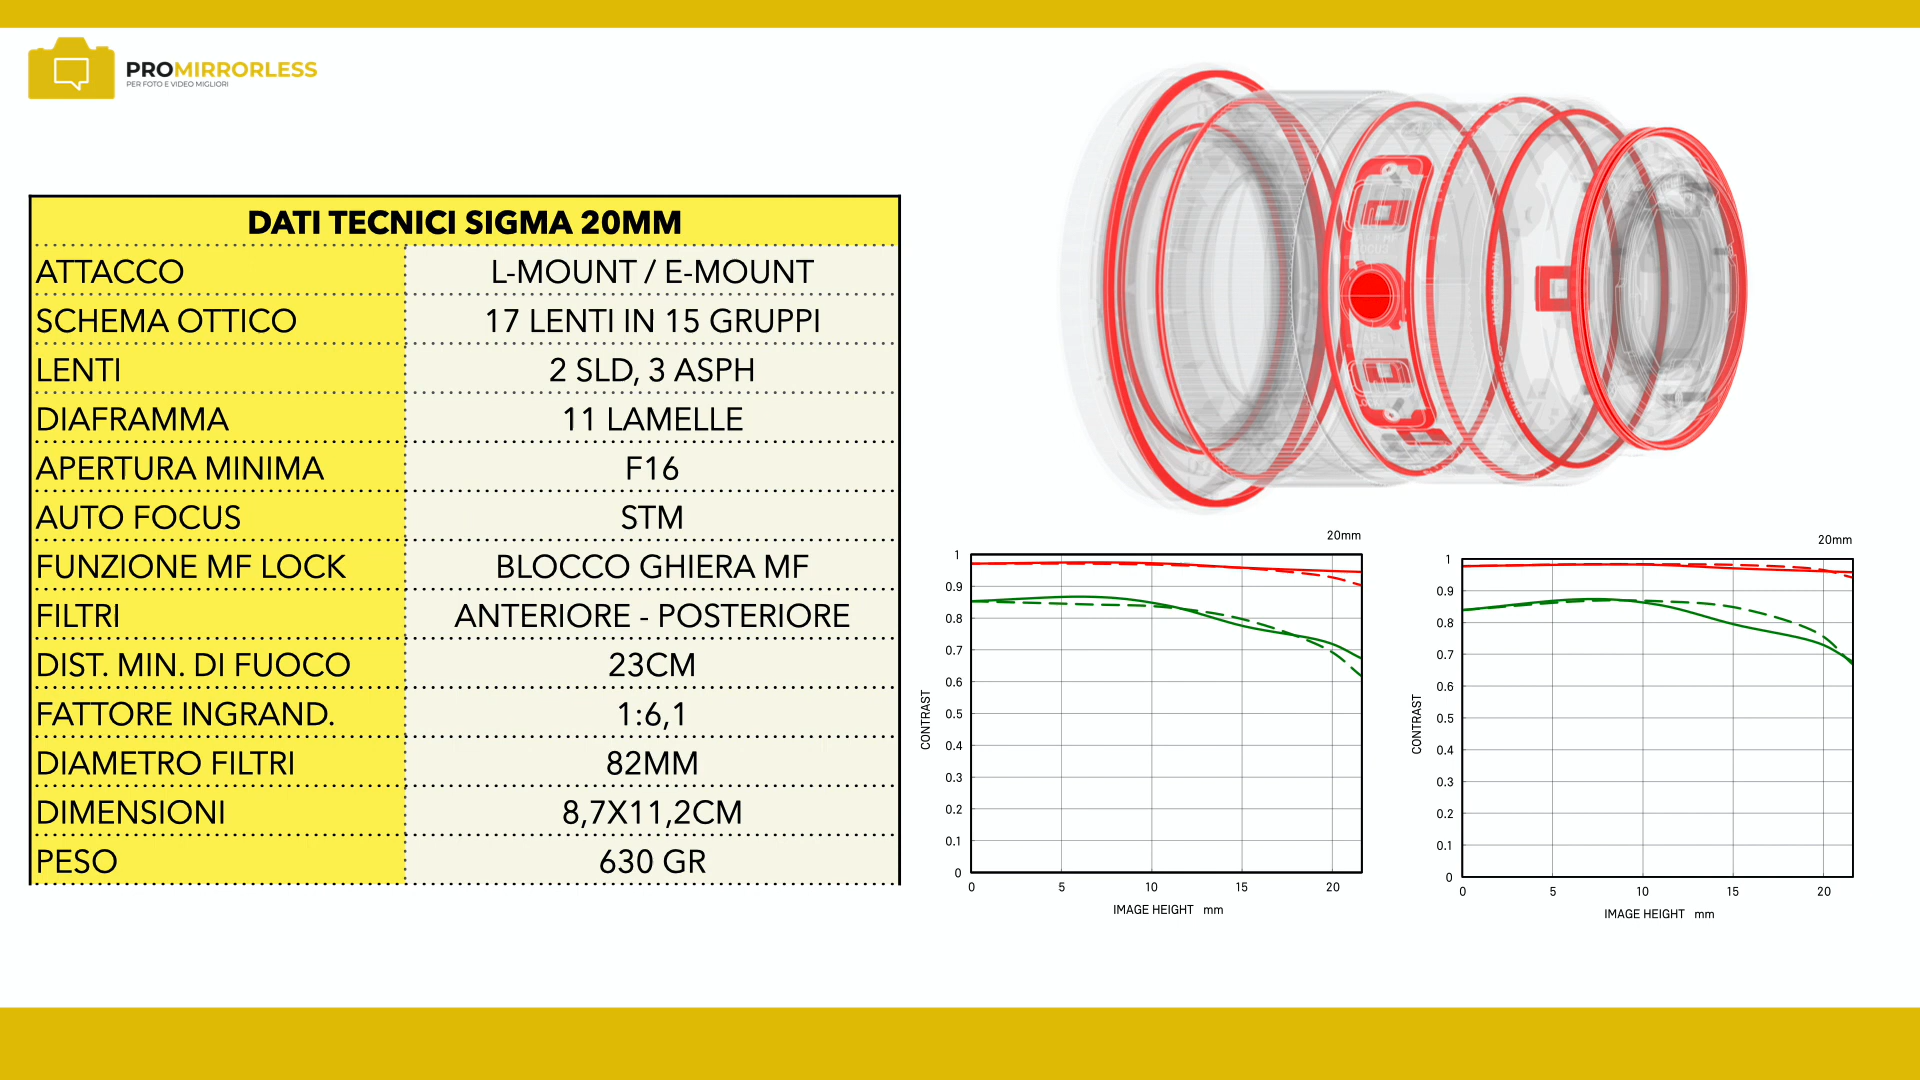 PROMIRRORLESS
PER FOTO E VIDEO MIGLIORI
DATI TECNICI SIGMA 20MM
ATTACCO L-MOUNT / E-MOUNT
SCHEMA OTTICO 17 LENTI IN 15 GRUPPI
LENTI 2 SLD, 3 ASPH
DIAFRAMMA 11 LAMELLE
APERTURA MINIMA F16
AUTO FOCUS STM
FUNZIONE MF LOCK BLOCCO GHIERA MF
FILTRI ANTERIORE - POSTERIORE
DIST. MIN. DI FUOCO 23CM
FATTORE INGRAND. 1:6,1
DIAMETRO FILTRI 82MM
DIMENSIONI 8,7X11,2CM
PESO 630 GR
20mm
1
0.9
0.8
0.7
0.6
0.5
0.4
0.3
0.2
0.1
0
CONTRAST
0 5 10 15 20
IMAGE HEIGHT mm
20mm
1
0.9
0.8
0.7
0.6
0.5
0.4
0.3
0.2
0.1
0
CONTRAST
0 5 10 15 20
IMAGE HEIGHT mm